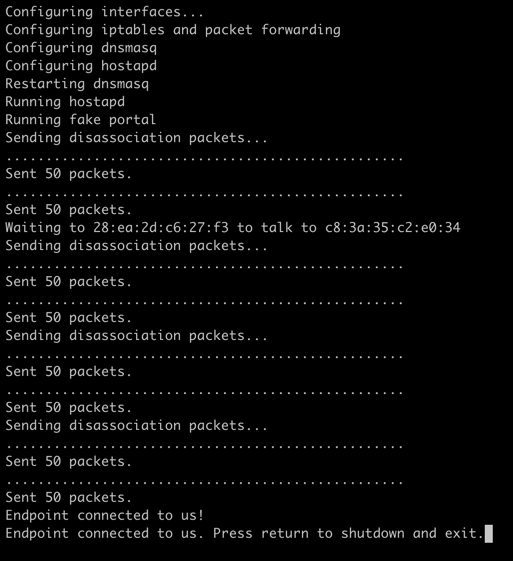 Configuring interfaces...
Configuring iptables and packet forwarding
Configuring dnsmasq
Configuring hostapd
Restarting dnsmasq
Running hostapd
Running fake portal
Sending disassociation packets...
..................................................
Sent 50 packets.
..................................................
Sent 50 packets.
Waiting to 28:ea:2d:c6:27:f3 to talk to c8:3a:35:c2:e0:34
Sending disassociation packets...
..................................................
Sent 50 packets.
..................................................
Sent 50 packets.
Sending disassociation packets...
..................................................
Sent 50 packets.
..................................................
Sent 50 packets.
Sending disassociation packets...
..................................................
Sent 50 packets.
..................................................
Sent 50 packets.
Endpoint connected to us!
Endpoint connected to us. Press return to shutdown and exit.